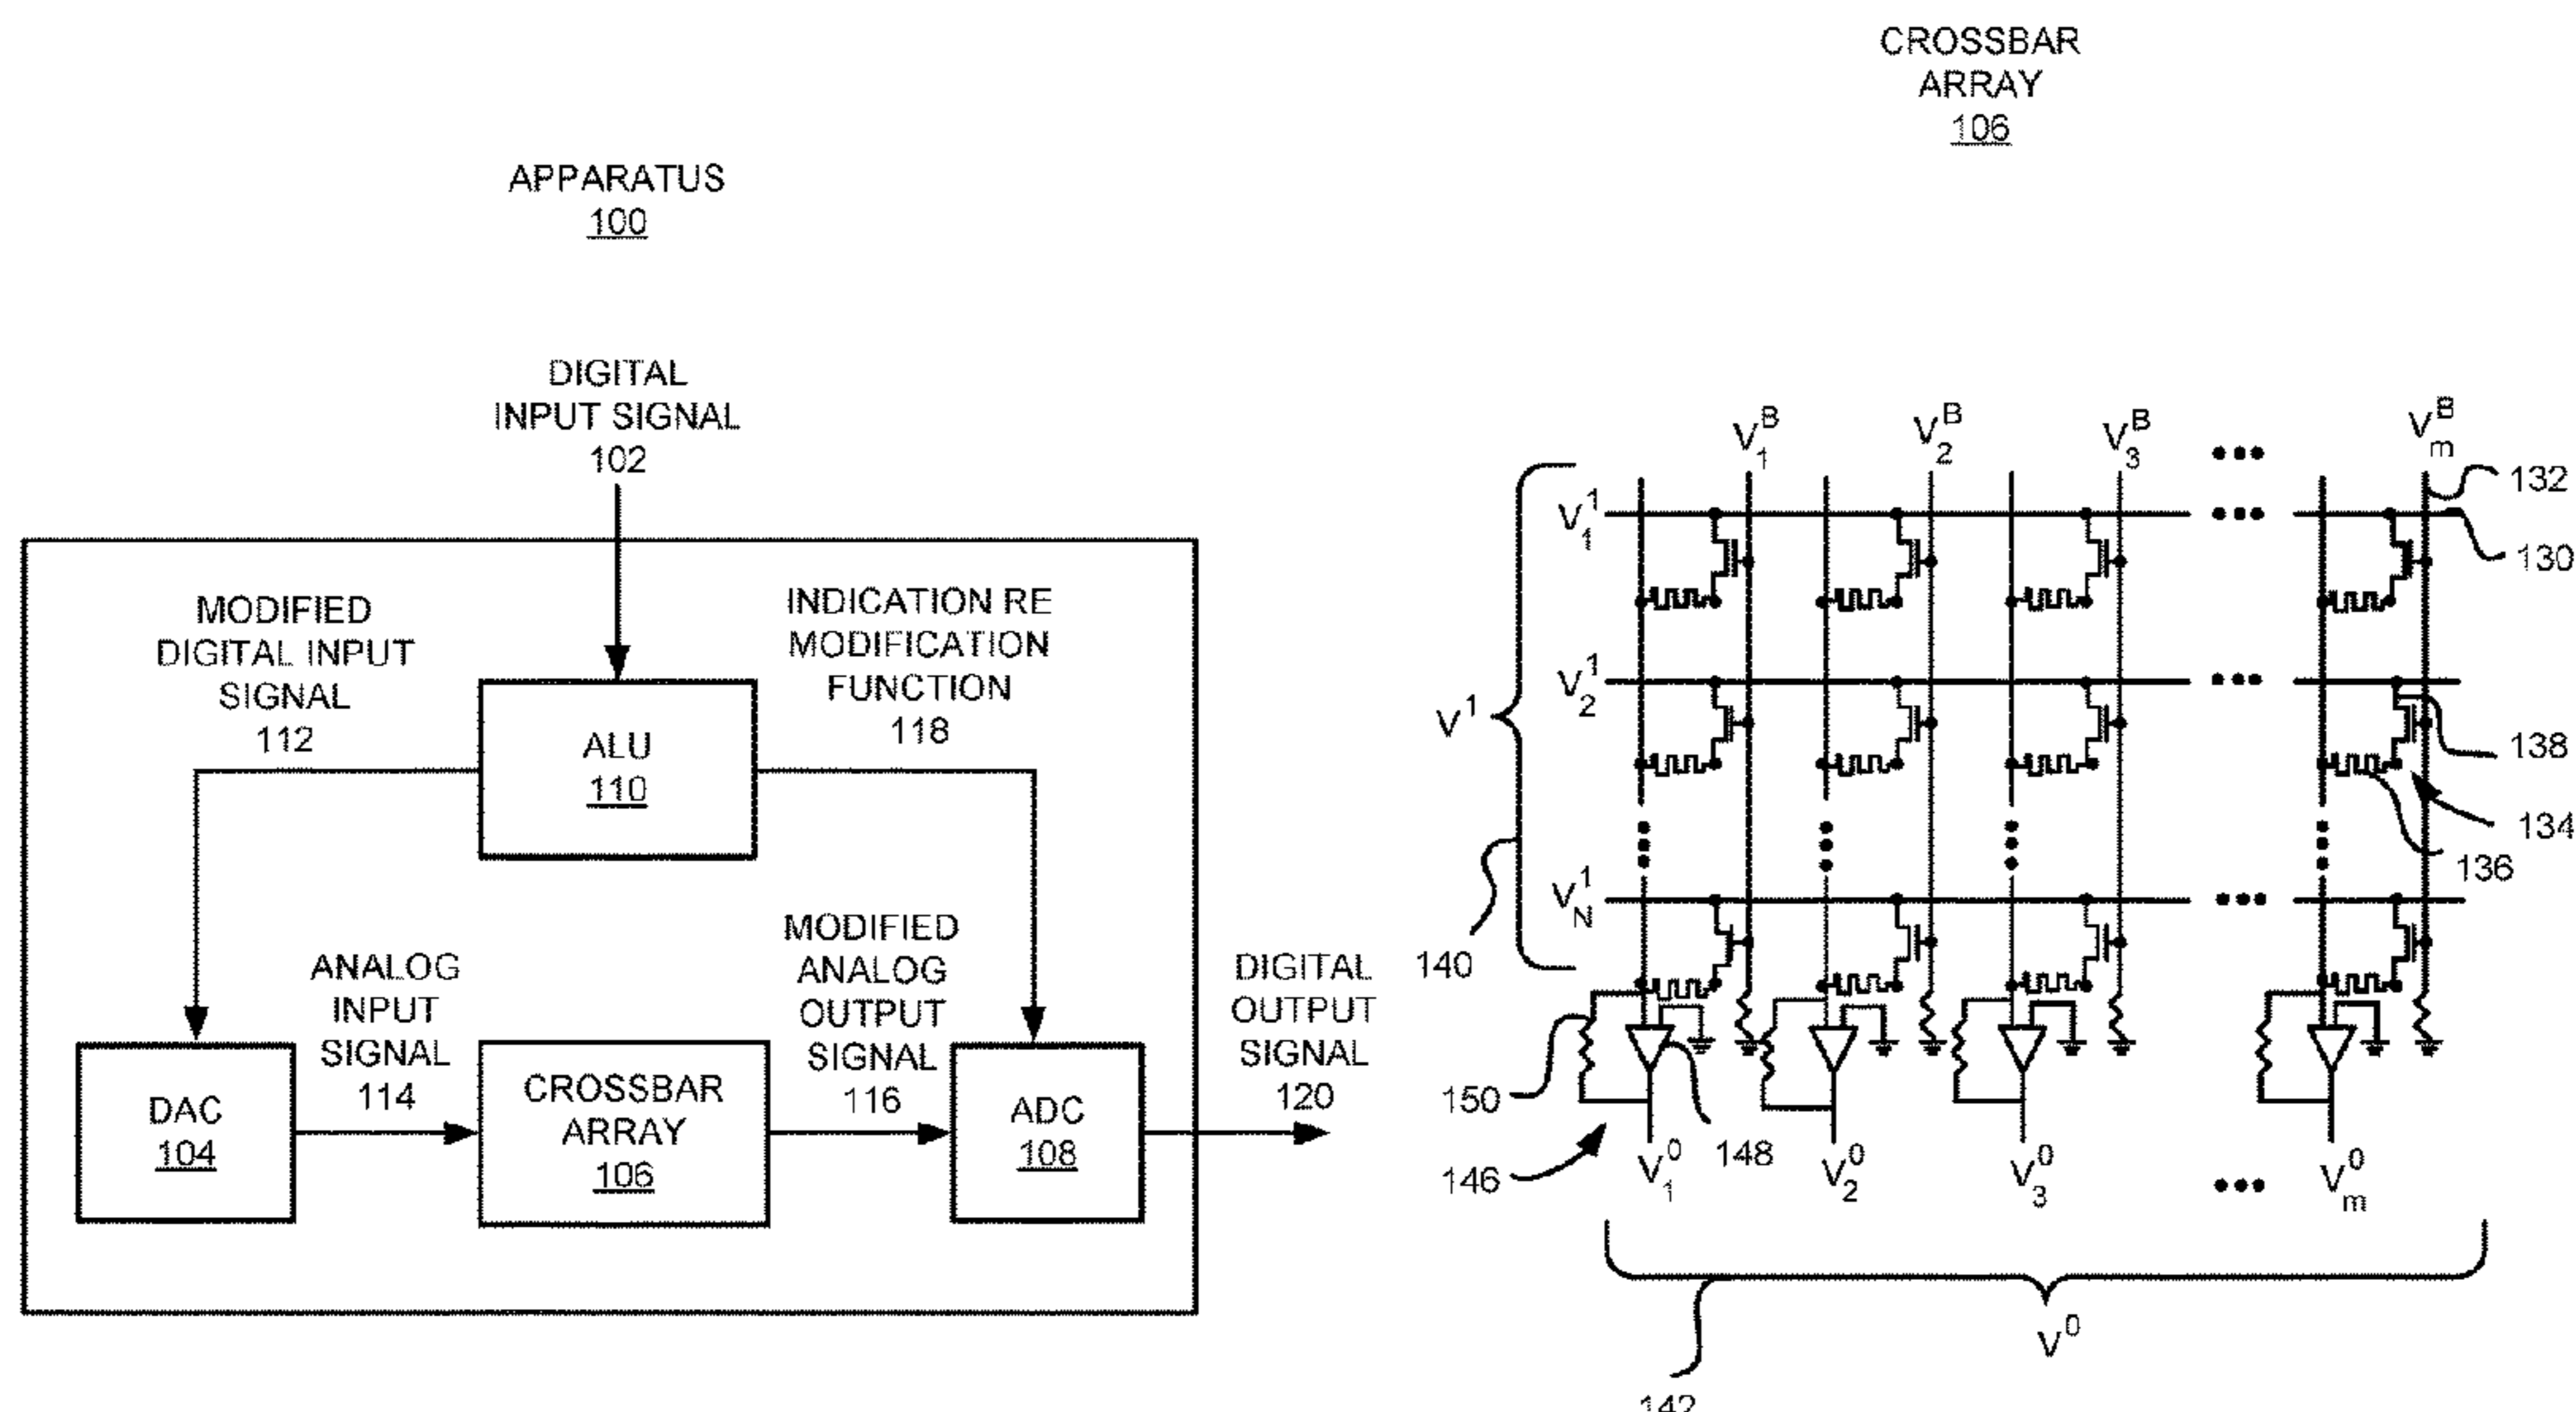 APPARATUS
100
DIGITAL
INPUT SIGNAL
102
MODIFIED
DIGITAL INPUT
SIGNAL
112
INDICATION RE
MODIFICATION
FUNCTION
118
ALU
110
ANALOG
INPUT
SIGNAL
114
MODIFIED
ANALOG
OUTPUT
SIGNAL
116
DIGITAL
OUTPUT
SIGNAL
120
DAC
104
CROSSBAR
ARRAY
106
ADC
108
CROSSBAR
ARRAY
106
V₁ᴮ V₂ᴮ V₃ᴮ ••• Vₘᴮ
132
V₁¹ •••
130
V₂¹ •••
V¹
138
134
136
V_N¹ •••
140
150
148
146
V₁⁰ V₂⁰ V₃⁰ ••• Vₘ⁰
V⁰
142